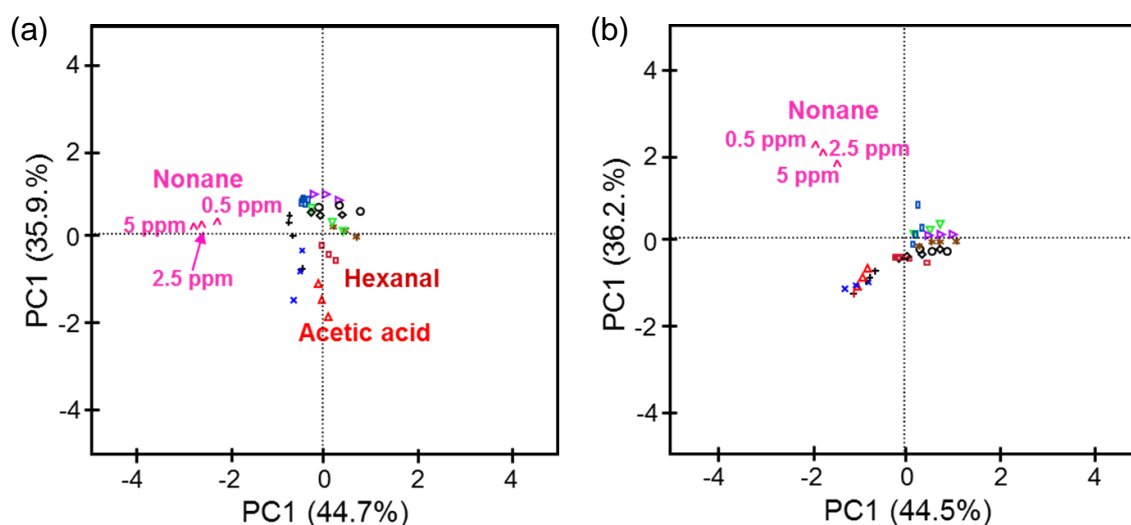 (a)
4
2
0
-2
-4
PC1 (35.9.%)
Nonane
0.5 ppm
5 ppm
2.5 ppm
Hexanal
Acetic acid
-4 -2 0 2 4
PC1 (44.7%)
(b)
4
2
0
-2
-4
PC1 (36.2.%)
Nonane
0.5 ppm
2.5 ppm
5 ppm
-4 -2 0 2 4
PC1 (44.5%)